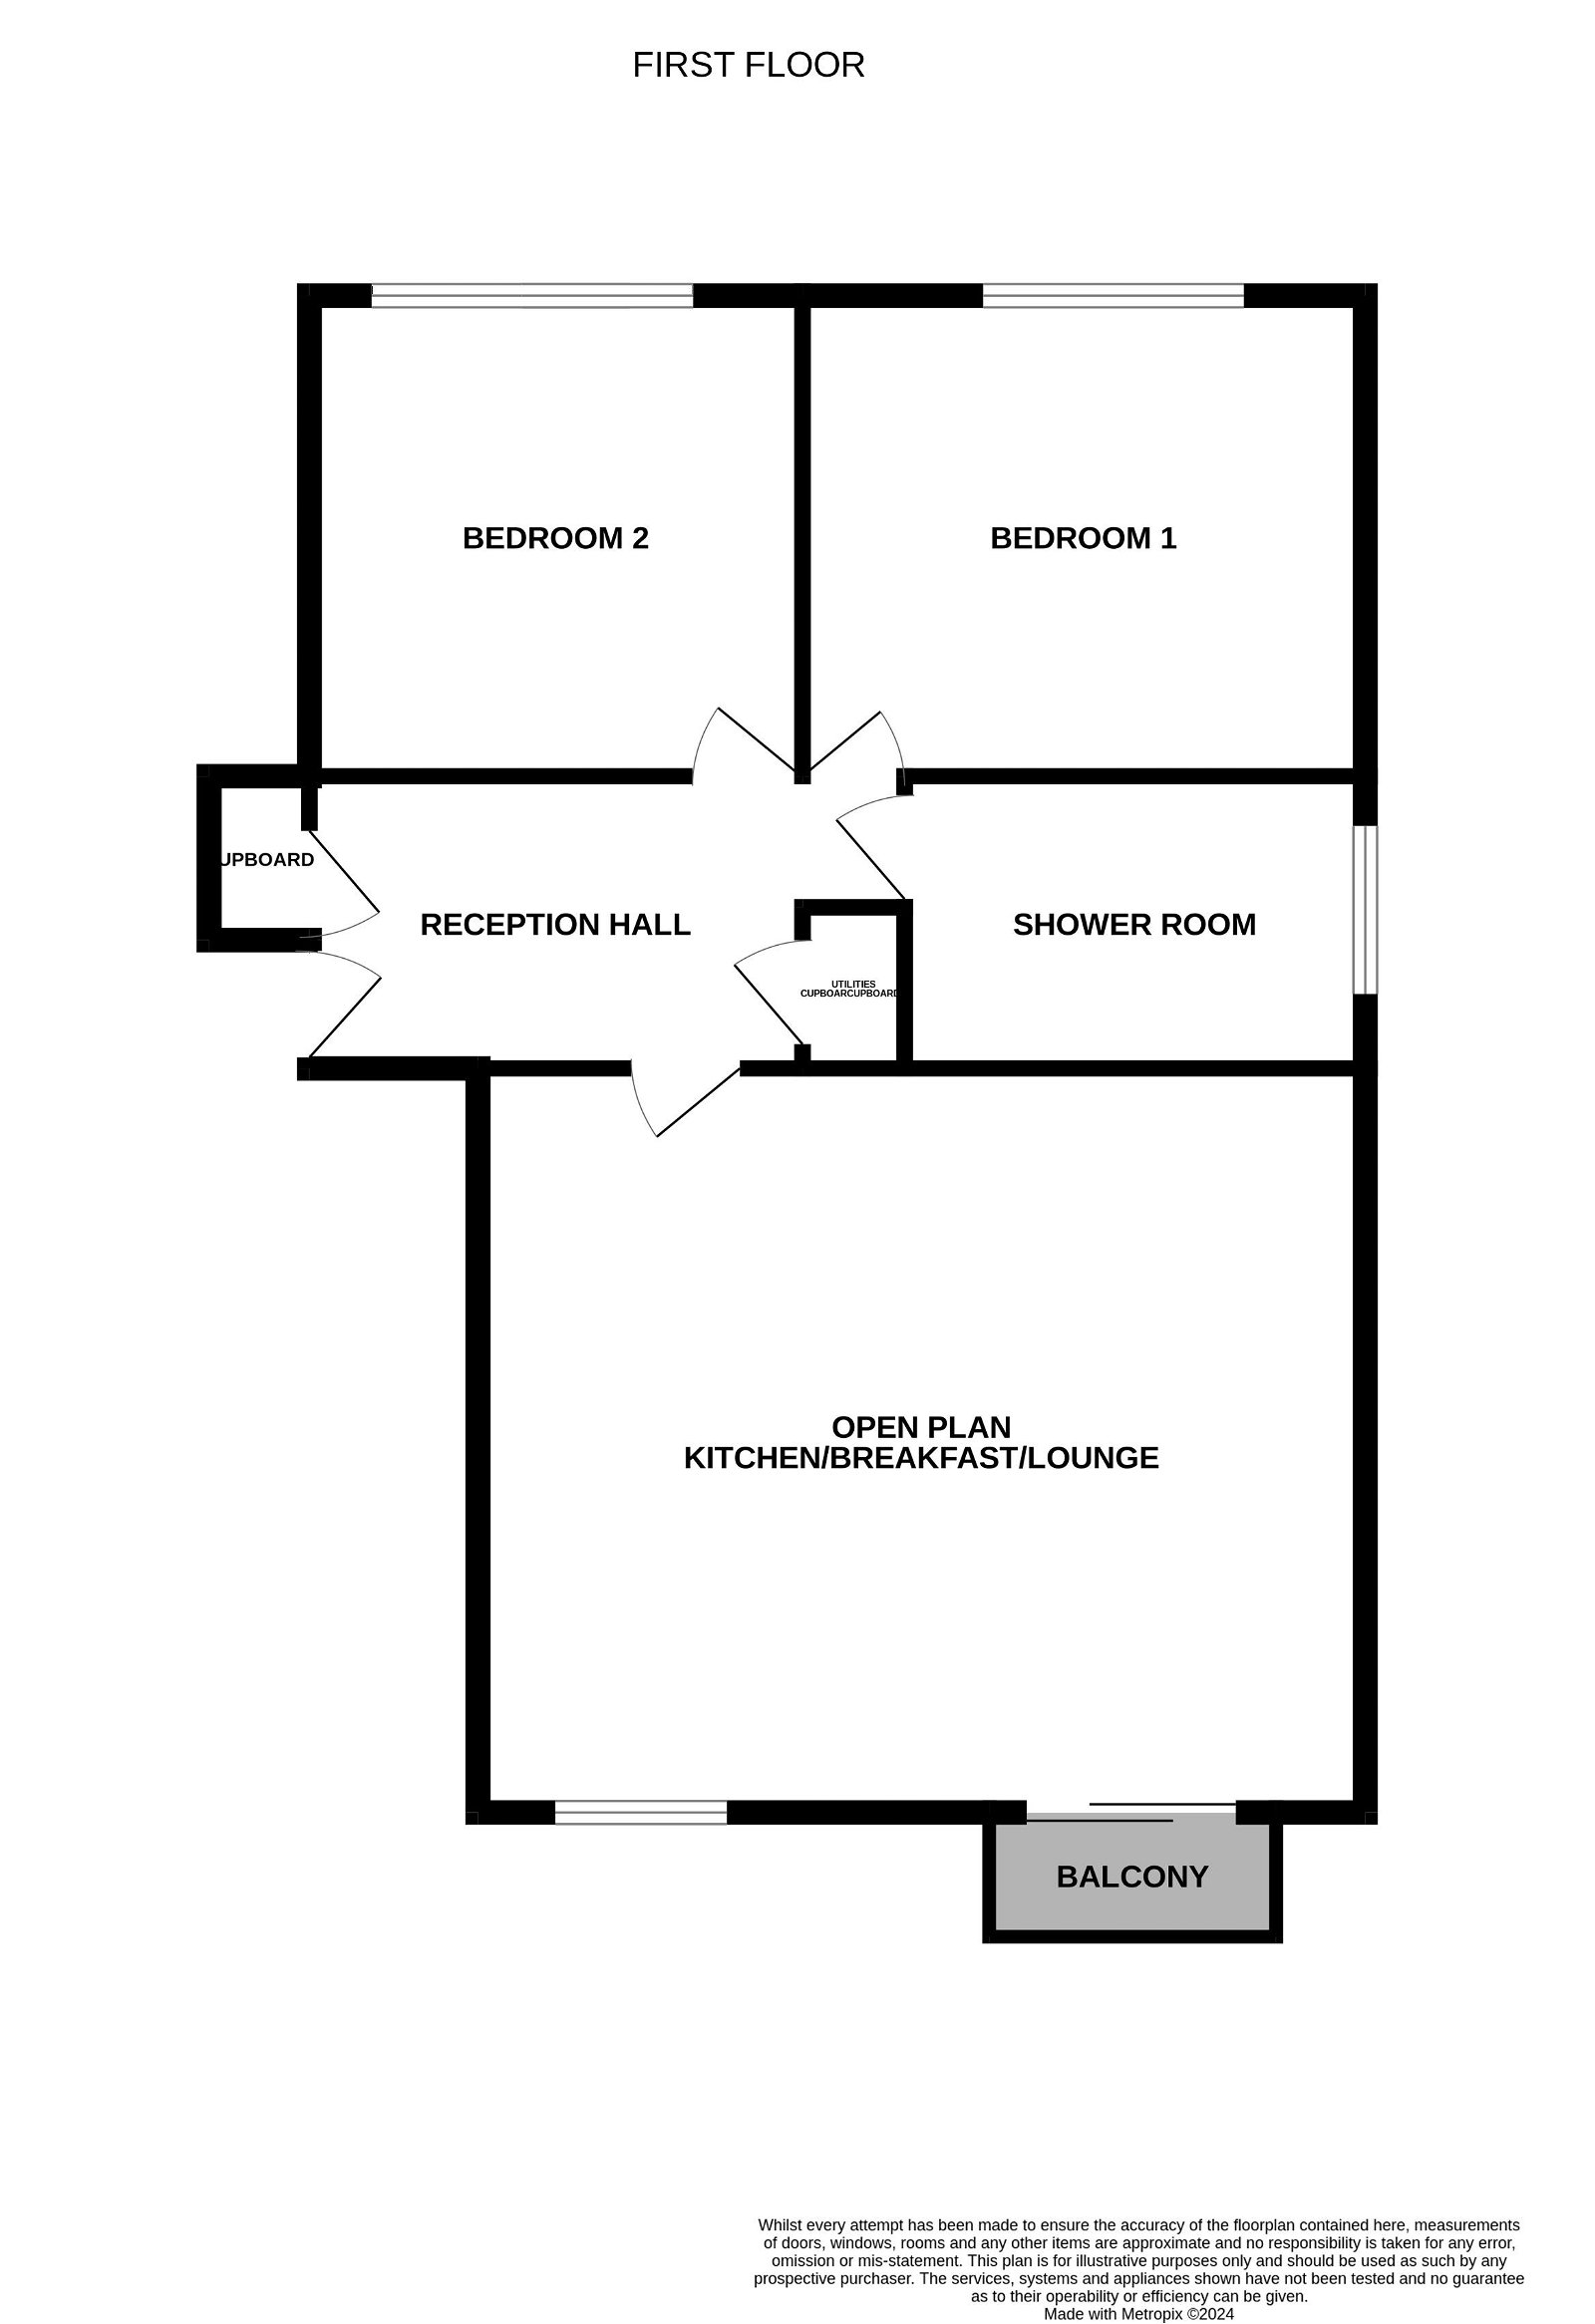 FIRST FLOOR
BEDROOM 2
BEDROOM 1
UPBOARD
RECEPTION HALL
SHOWER ROOM
UTILITIES
CUPBOARCUPBOARD
OPEN PLAN
KITCHEN/BREAKFAST/LOUNGE
BALCONY
Whilst every attempt has been made to ensure the accuracy of the floorplan contained here, measurements
of doors, windows, rooms and any other items are approximate and no responsibility is taken for any error,
omission or mis-statement. This plan is for illustrative purposes only and should be used as such by any
prospective purchaser. The services, systems and appliances shown have not been tested and no guarantee
as to their operability or efficiency can be given.
Made with Metropix ©2024